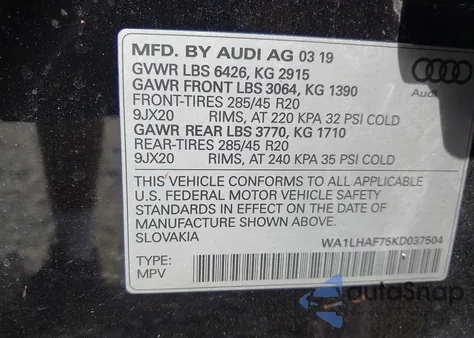 MFD. BY AUDI AG 03 19
GVWR LBS 6426, KG 2915
GAWR FRONT LBS 3064, KG 1390
FRONT-TIRES 285/45 R20
9JX20 RIMS, AT 220 KPA 32 PSI COLD
GAWR REAR LBS 3770, KG 1710
REAR-TIRES 285/45 R20
9JX20 RIMS, AT 240 KPA 35 PSI COLD
Audi
THIS VEHICLE CONFORMS TO ALL APPLICABLE
U.S. FEDERAL MOTOR VEHICLE SAFETY
STANDARDS IN EFFECT ON THE DATE OF
MANUFACTURE SHOWN ABOVE.
SLOVAKIA
WA1LHAF75KD037504
TYPE:
MPV
autoSnap